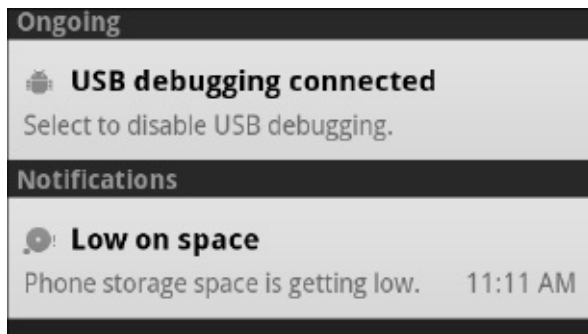 Ongoing
USB debugging connected
Select to disable USB debugging.
Notifications
Low on space
Phone storage space is getting low. 11:11 AM